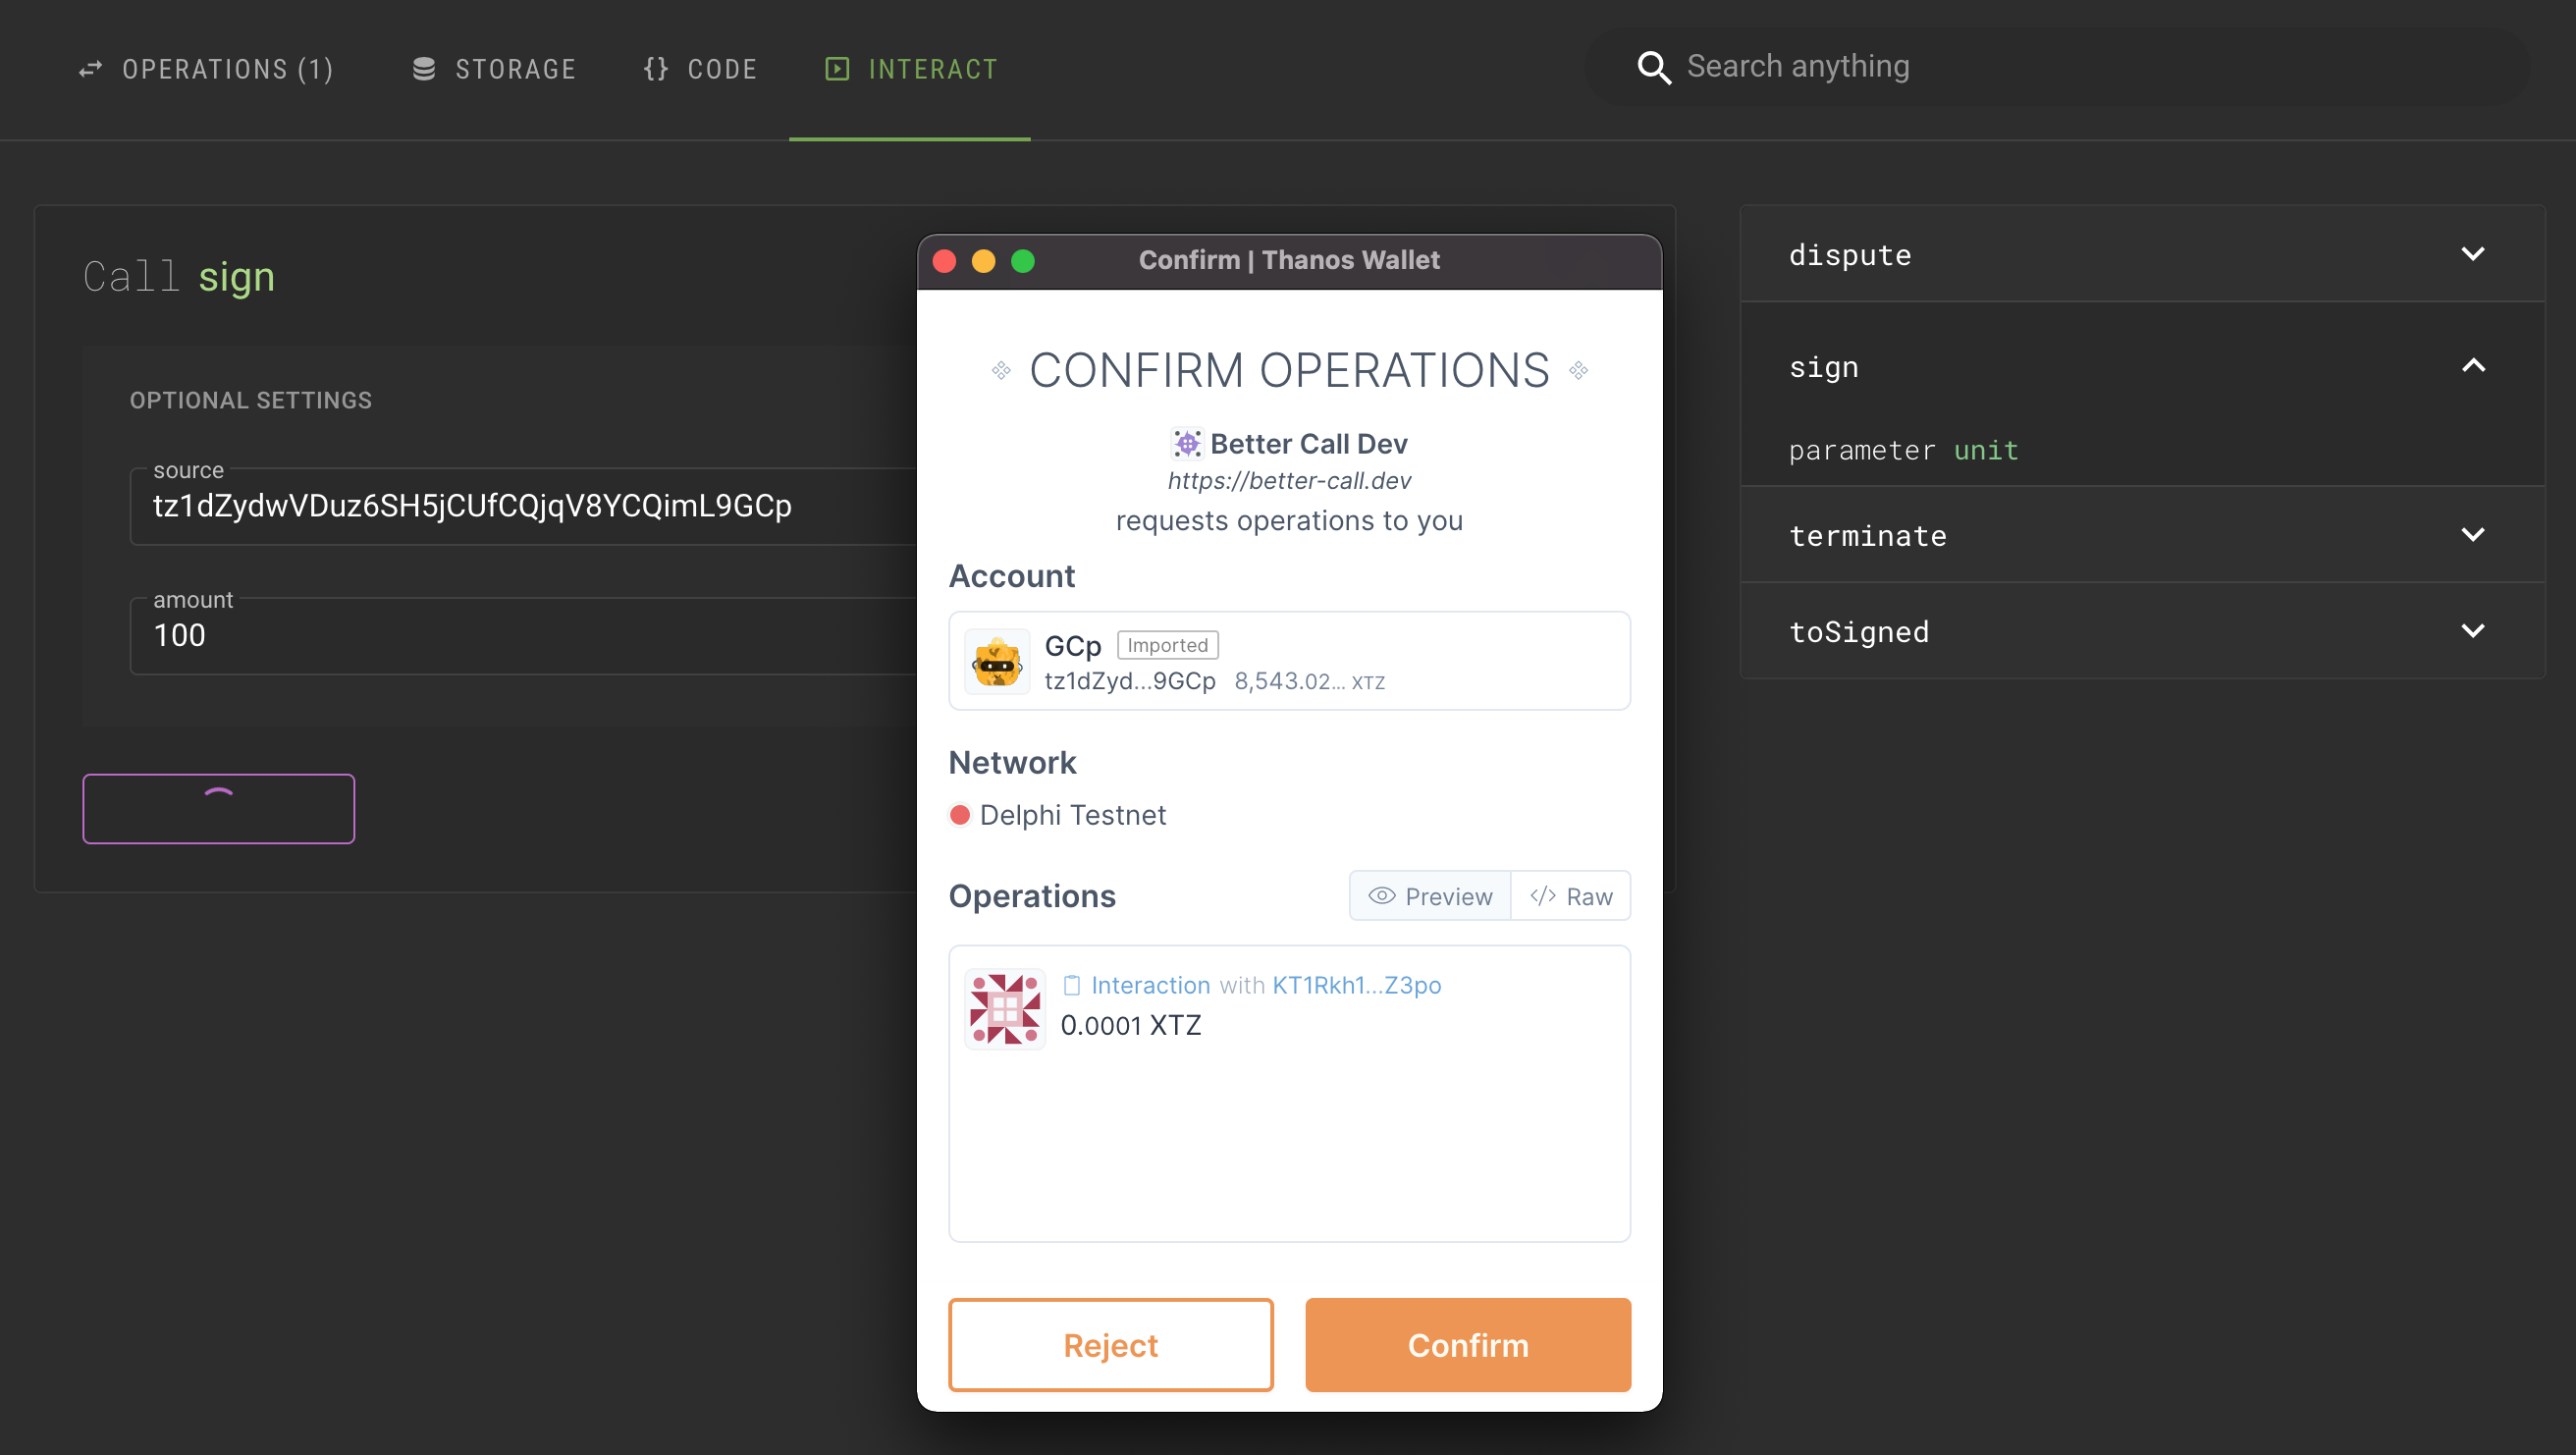 OPERATIONS (1)
STORAGE
{} CODE
INTERACT
Search anything
Call sign
OPTIONAL SETTINGS
source
tz1dZydwVDuz6SH5jCUfCQjqV8YCQimL9GCp
amount
100
Confirm | Thanos Wallet
CONFIRM OPERATIONS
Better Call Dev
https://better-call.dev
requests operations to you
Account
GCp Imported
tz1dZyd...9GCp 8,543.02... XTZ
Network
Delphi Testnet
Operations
Preview
</> Raw
Interaction with KT1Rkh1...Z3po
0.0001 XTZ
Reject
Confirm
dispute
sign
parameter unit
terminate
toSigned